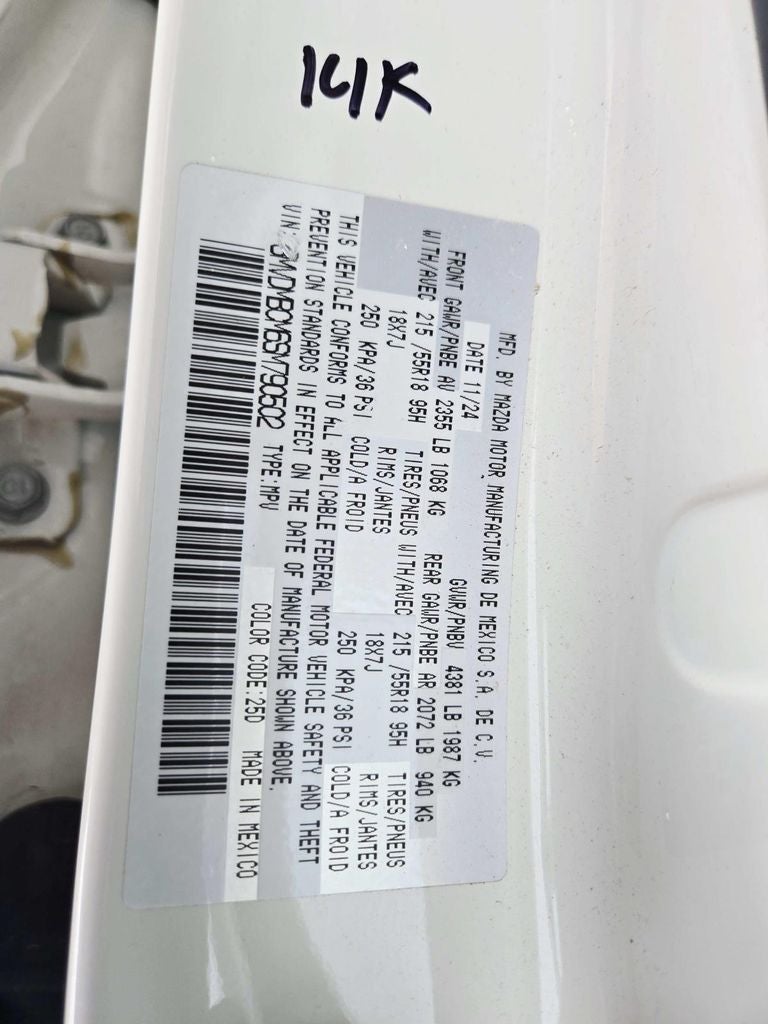 MFD. BY MAZDA MOTOR MANUFACTURING DE MEXICO S.A. DE C.V.
DATE 11/24 GVWR/PNBV 4381 LB 1987 KG
FRONT GAWR/PNBE AV 2355 LB 1068 KG REAR GAWR/PNBE AR 2072 LB 940 KG
WITH/AVEC 215 /55R18 95H TIRES/PNEUS WITH/AVEC 215 /55R18 95H TIRES/PNEUS
18X7J RIMS/JANTES 18X7J RIMS/JANTES
250 KPA/36 PSI COLD/A FROID 250 KPA/36 PSI COLD/A FROID
THIS VEHICLE CONFORMS TO ALL APPLICABLE FEDERAL MOTOR VEHICLE SAFETY AND THEFT
PREVENTION STANDARDS IN EFFECT ON THE DATE OF MANUFACTURE SHOWN ABOVE.
VIN: 3MVDMBCM6SM790502 TYPE:MPV COLOR CODE:25D MADE IN MEXICO